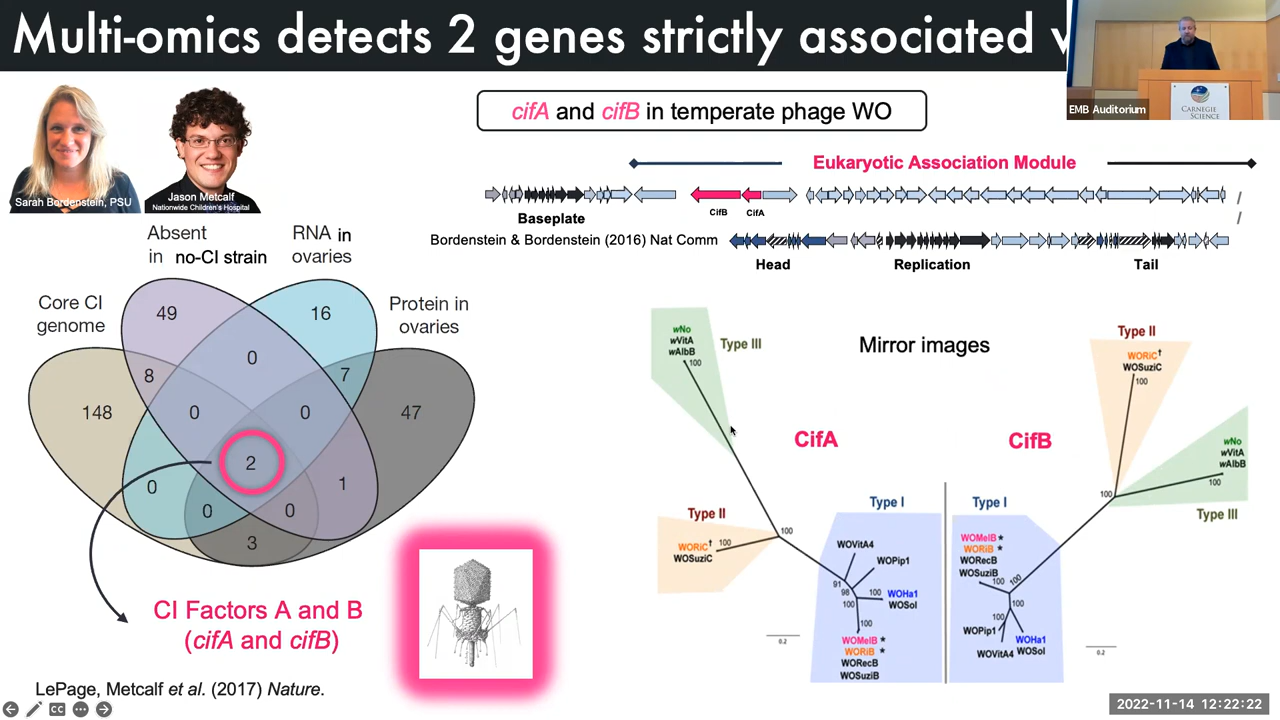 Multi-omics detects 2 genes strictly associated
EMB Auditorium
CARNEGIE
SCIENCE
cifA and cifB in temperate phage WO
Sarah Bordenstein, PSU
Jason Metcalf
Nationwide Children's Hospital
Eukaryotic Association Module
CifB
CifA
Baseplate
Bordenstein & Bordenstein (2016) Nat Comm
Head
Replication
Tail
Absent
in no-CI strain
RNA in
ovaries
Core CI
genome
Protein in
ovaries
49
16
0
8
7
148
0
0
47
2
0
1
0
0
3
CI Factors A and B
(cifA and cifB)
LePage, Metcalf et al. (2017) Nature.
Mirror images
CifA
wNo
wVitA
wAlbB
100
Type III
Type II
WORiC†
WOSuziC
100
100
Type I
WOVitA4
WOPip1
91
98
100
100
WOHa1
WOSol
100
WOMelB *
WORiB *
WORecB
WOSuziB
0.2
CifB
Type II
WORiC†
WOSuziC
100
wNo
wVitA
wAlbB
100
100
Type III
Type I
WOMelB *
WORiB *
WORecB
WOSuziB
100
100
100
WOPip1
100
WOHa1
WOVitA4
100
WOSol
0.2
CC
2022-11-14 12:22:22